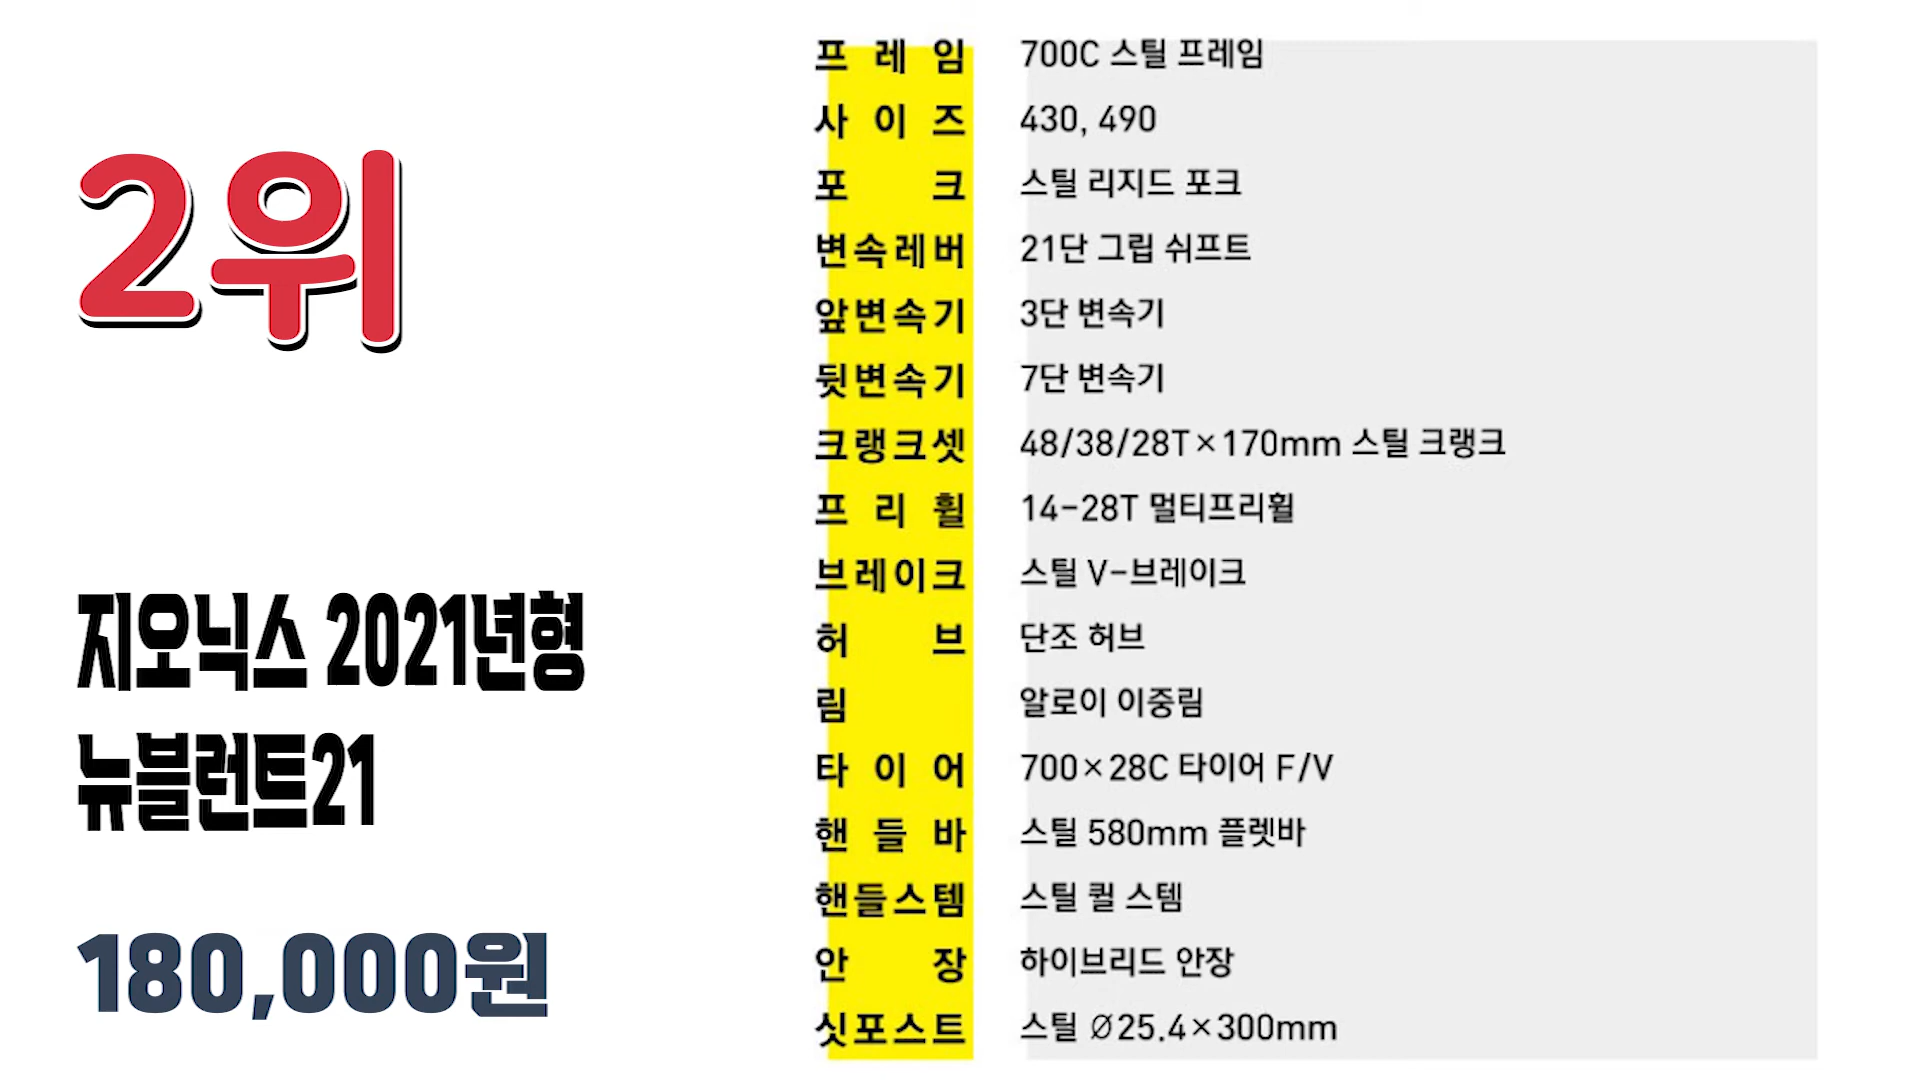 2위
지오닉스 2021년형
뉴블런트21
180,000원
프레임 700C 스틸 프레임
사이즈 430, 490
포크 스틸 리지드 포크
변속레버 21단 그립 쉬프트
앞변속기 3단 변속기
뒷변속기 7단 변속기
크랭크셋 48/38/28T×170mm 스틸 크랭크
프리휠 14-28T 멀티프리휠
브레이크 스틸 V-브레이크
허브 단조 허브
림 알로이 이중림
타이어 700×28C 타이어 F/V
핸들바 스틸 580mm 플렛바
핸들스템 스틸 퀼 스템
안장 하이브리드 안장
싯포스트 스틸 Ø25.4×300mm